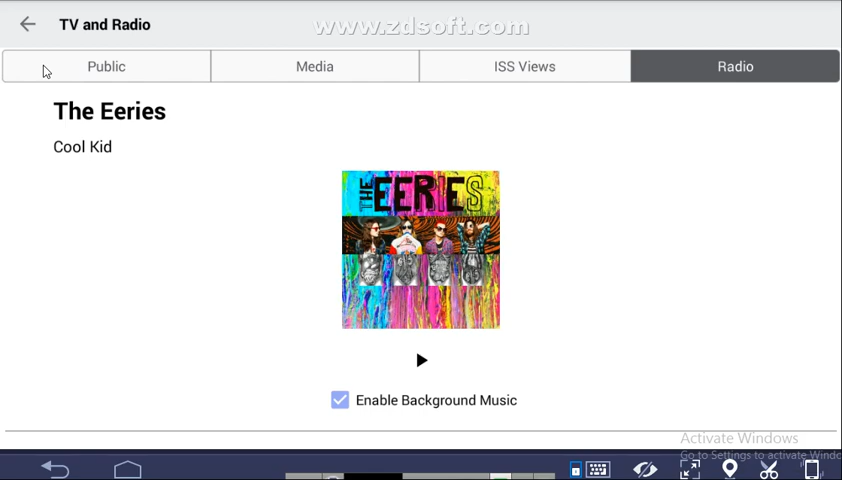 TV and Radio
www.zdsoft.com
Public
Media
ISS Views
Radio
The Eeries
Cool Kid
THE EERIES
Enable Background Music
Activate Windows
Go to Settings to activate Windo